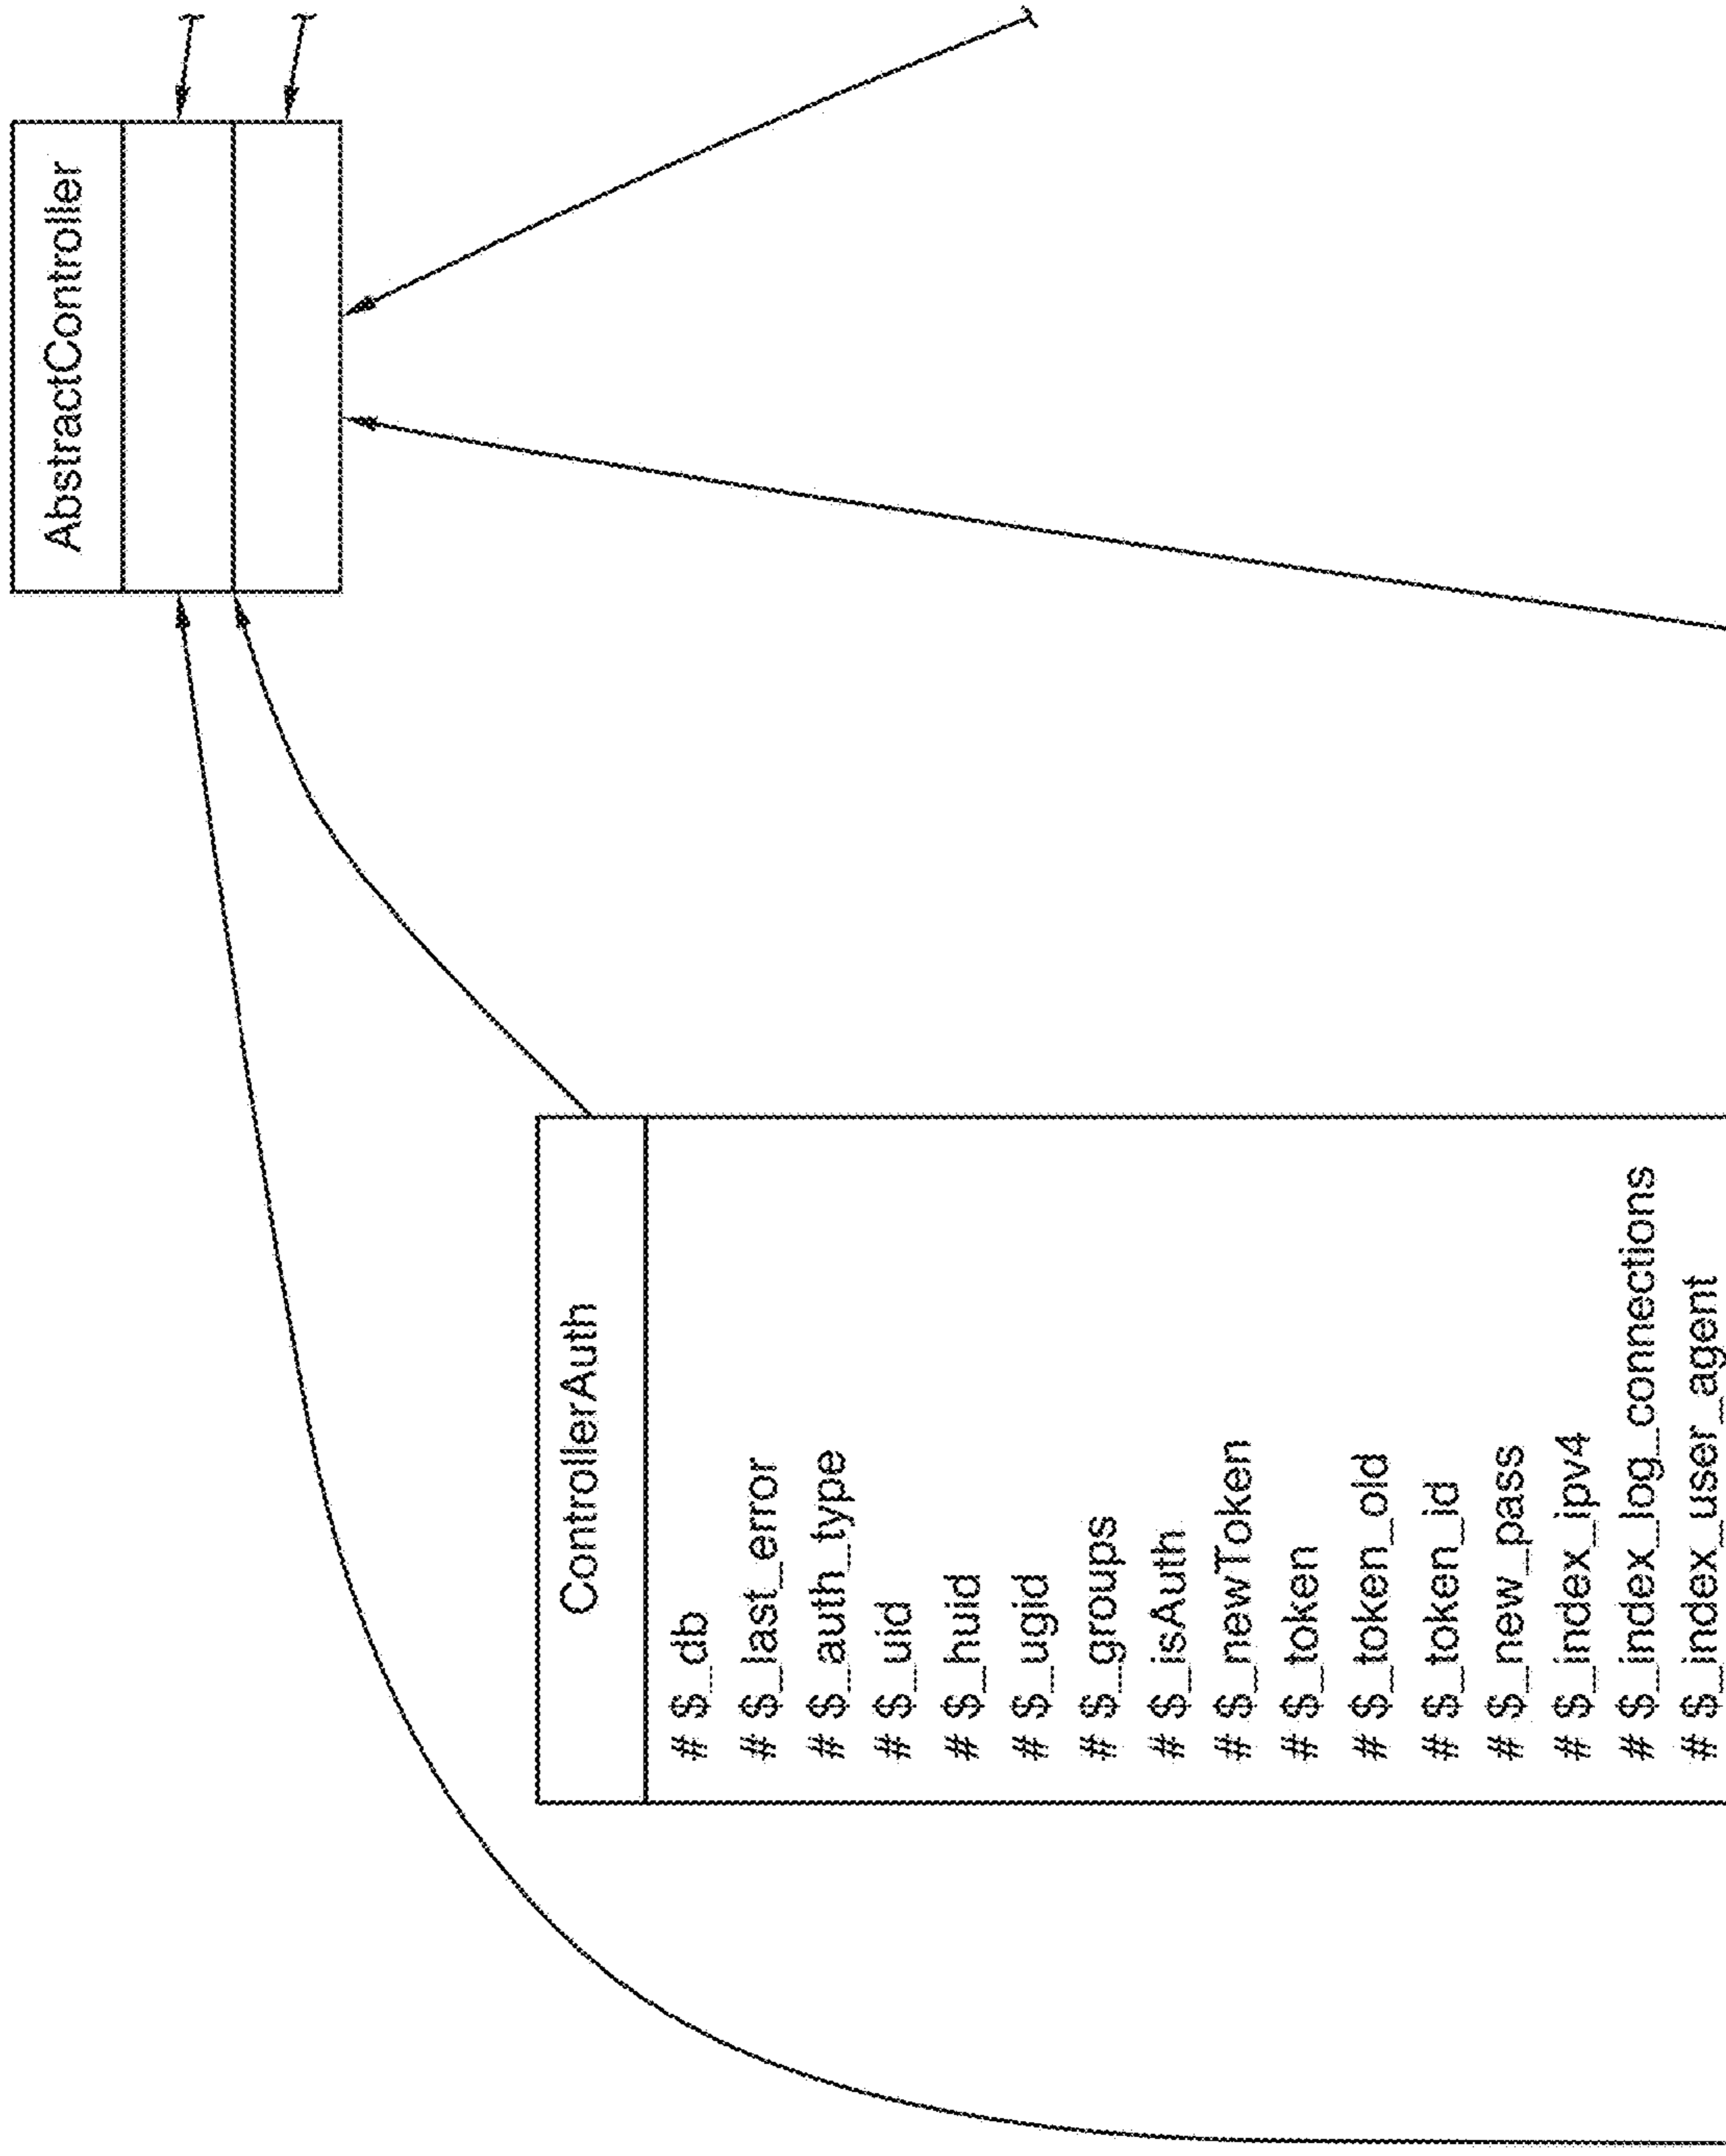 AbstractController
ControllerAuth
# $_db
# $_last_error
# $_auth_type
# $_uid
# $_huid
# $_ugid
# $_groups
# $_isAuth
# $_newToken
# $_token
# $_token_old
# $_token_id
# $_new_pass
# $_index_ipv4
# $_index_log_connections
# $_index_user_agent